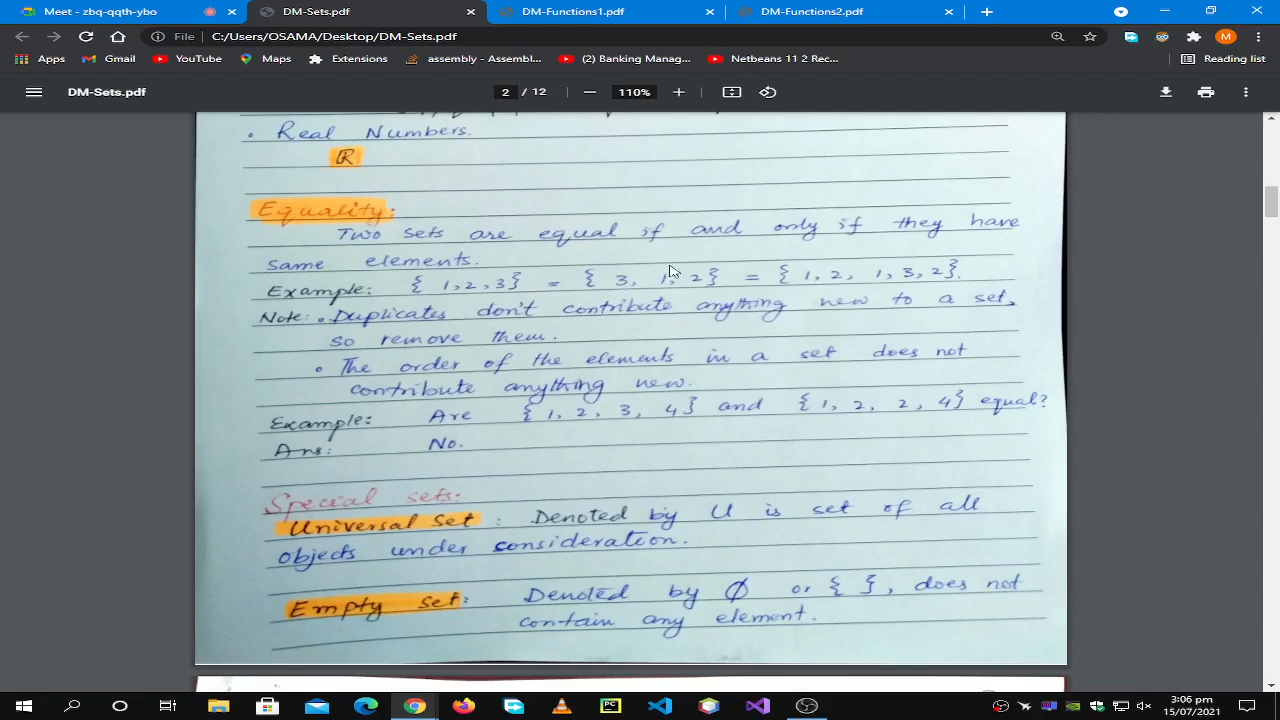 Meet - zbq-qqth-ybo
DM-Sets.pdf
DM-Functions1.pdf
DM-Functions2.pdf
File
C:/Users/OSAMA/Desktop/DM-Sets.pdf
Apps
Gmail
YouTube
Maps
Extensions
assembly - Assembl...
(2) Banking Manag...
Netbeans 11 2 Rec...
Reading list
DM-Sets.pdf
2 / 12
110%
• Real Numbers.
ℝ
Equality:
Two sets are equal if and only if they have
same elements.
Example: { 1,2,3} = { 3, 1, 2} = { 1, 2, 1, 3, 2}.
Note: • Duplicates don't contribute anything new to a set,
so remove them.
• The order of the elements in a set does not
contribute anything new.
Example: Are { 1, 2, 3, 4} and { 1, 2, 2, 4} equal?
Ans: No.
Special sets:
Universal set : Denoted by U is set of all
objects under consideration.
Empty set: Denoted by ∅ or { }, does not
contain any element.
3:06 pm
15/07/2021